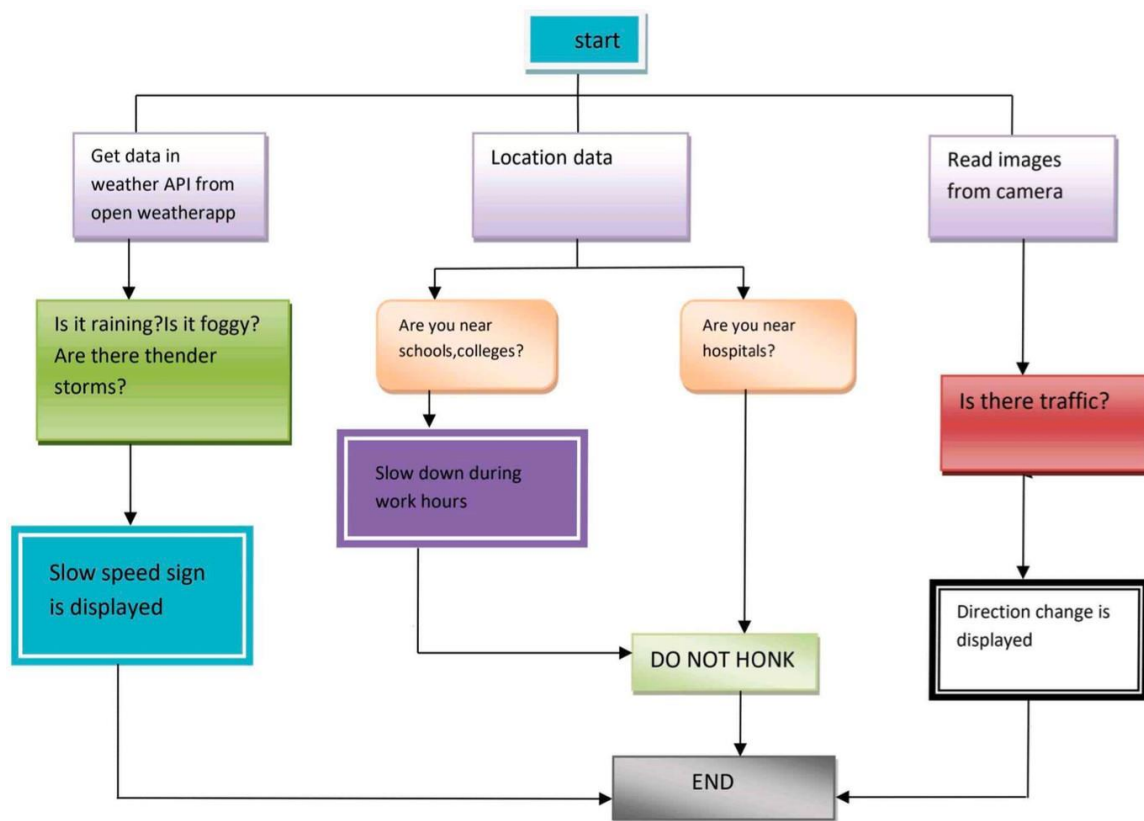 start
Get data in
weather API from
open weatherapp
Location data
Read images
from camera
Is it raining?Is it foggy?
Are there thender
storms?
Are you near
schools,colleges?
Are you near
hospitals?
Is there traffic?
Slow down during
work hours
Slow speed sign
is displayed
Direction change is
displayed
DO NOT HONK
END